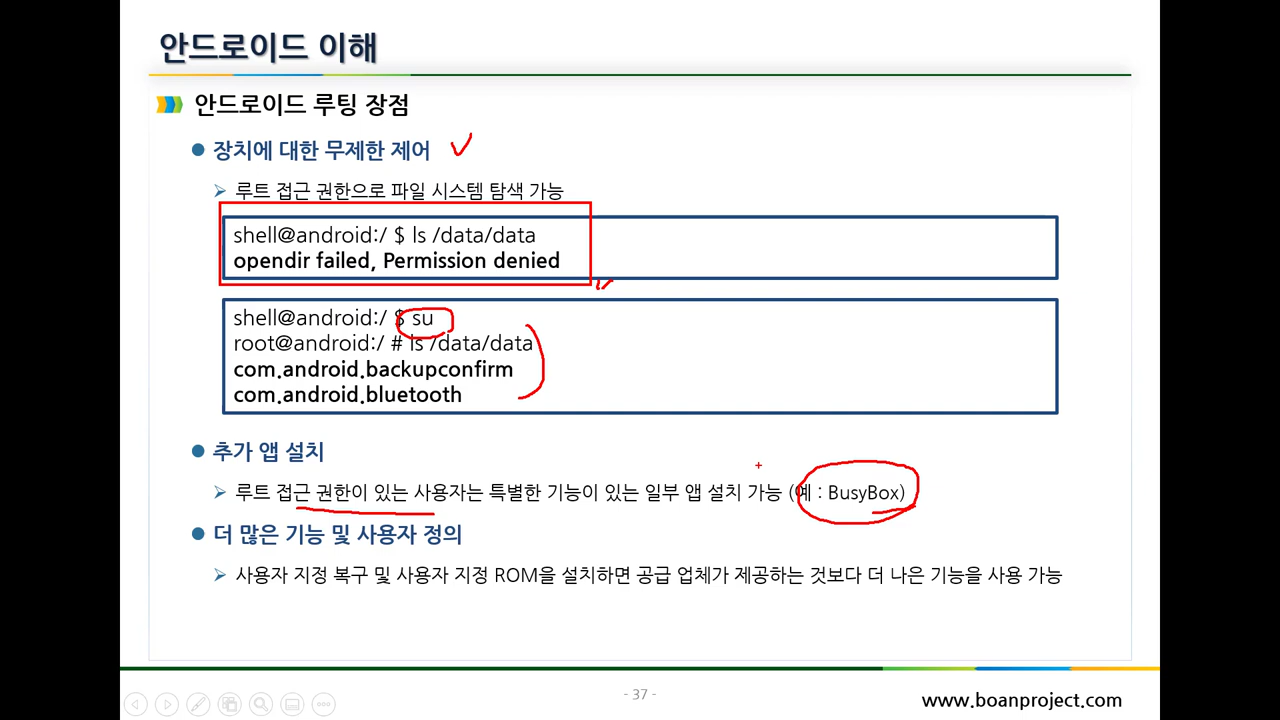 안드로이드 이해
안드로이드 루팅 장점
장치에 대한 무제한 제어
루트 접근 권한으로 파일 시스템 탐색 가능
shell@android:/ $ ls /data/data
opendir failed, Permission denied
shell@android:/ $ su
root@android:/ # ls /data/data
com.android.backupconfirm
com.android.bluetooth
추가 앱 설치
루트 접근 권한이 있는 사용자는 특별한 기능이 있는 일부 앱 설치 가능 (예 : BusyBox)
더 많은 기능 및 사용자 정의
사용자 지정 복구 및 사용자 지정 ROM을 설치하면 공급 업체가 제공하는 것보다 더 나은 기능을 사용 가능
- 37 -
www.boanproject.com